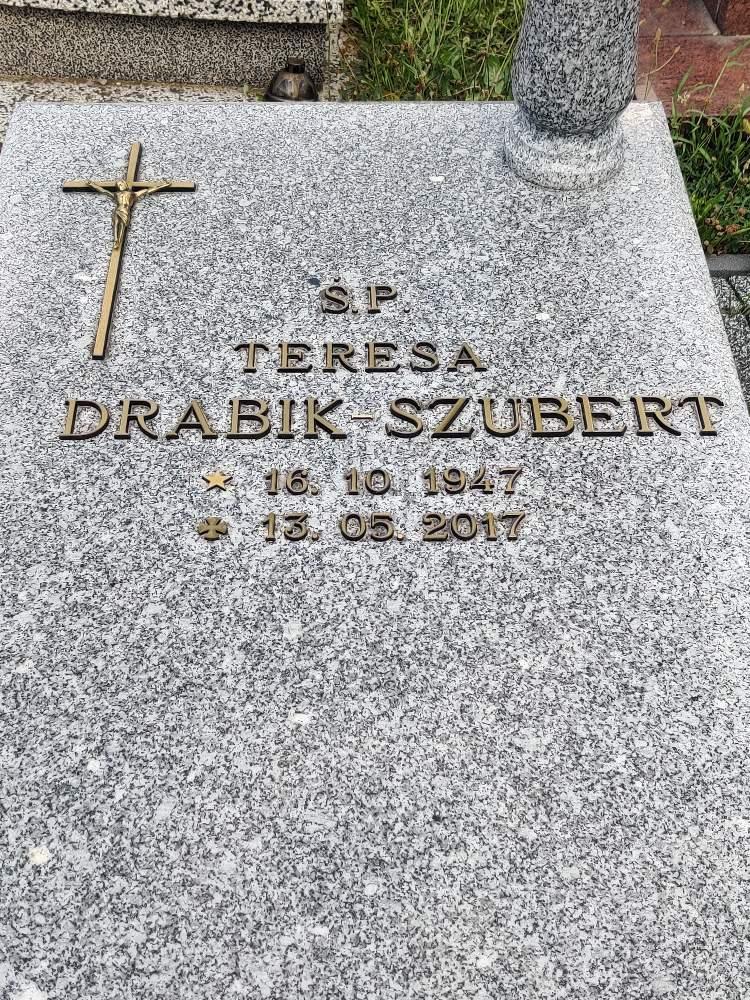 Ś.P.
TERESA
DRABIK-SZUBERT
16. 10. 1947
13. 05. 2017